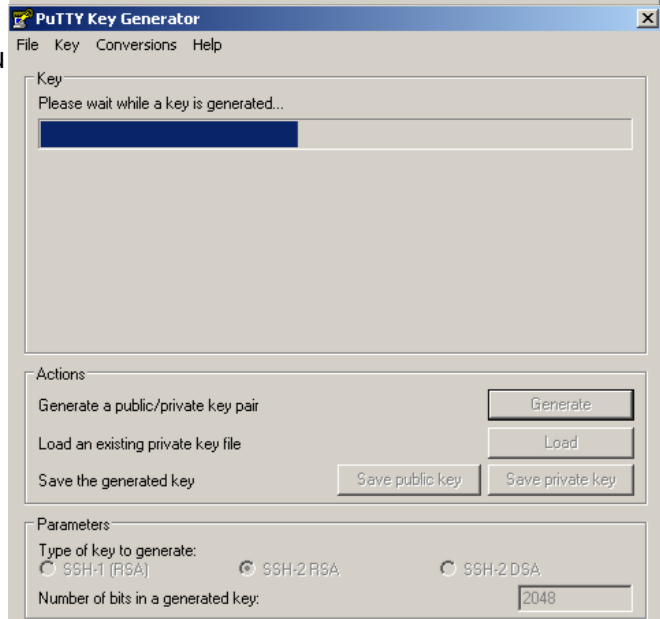 PuTTY Key Generator
File Key Conversions Help
Key
Please wait while a key is generated...
Actions
Generate a public/private key pair Generate
Load an existing private key file Load
Save the generated key Save public key Save private key
Parameters
Type of key to generate:
SSH-1 (RSA) SSH-2 RSA SSH-2 DSA
Number of bits in a generated key: 2048